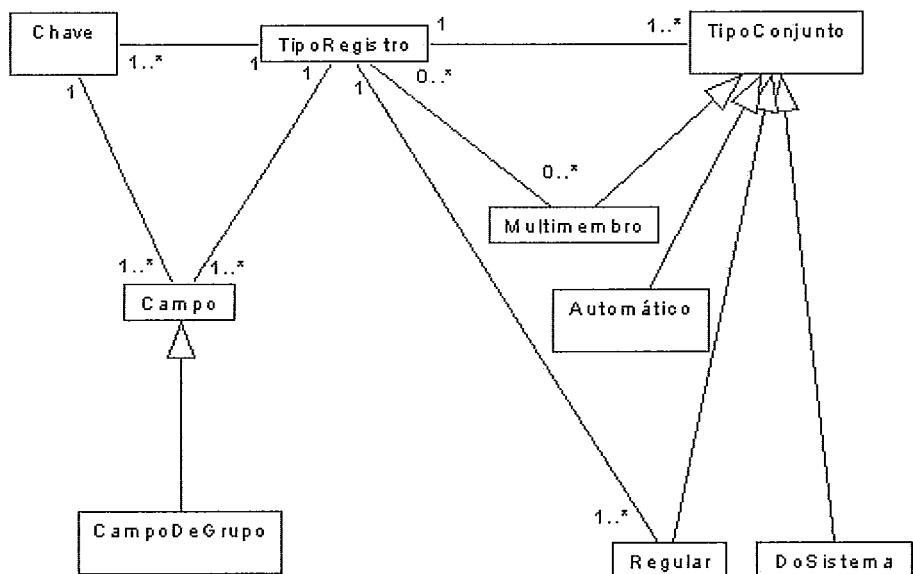 Chave
TipoRegistro
TipoConjunto
1..*
1
1
1..*
1
1
1
0..*
0..*
Multimembro
1..*
1..*
Campo
Automático
CampoDeGrupo
1..*
Regular
DoSistema